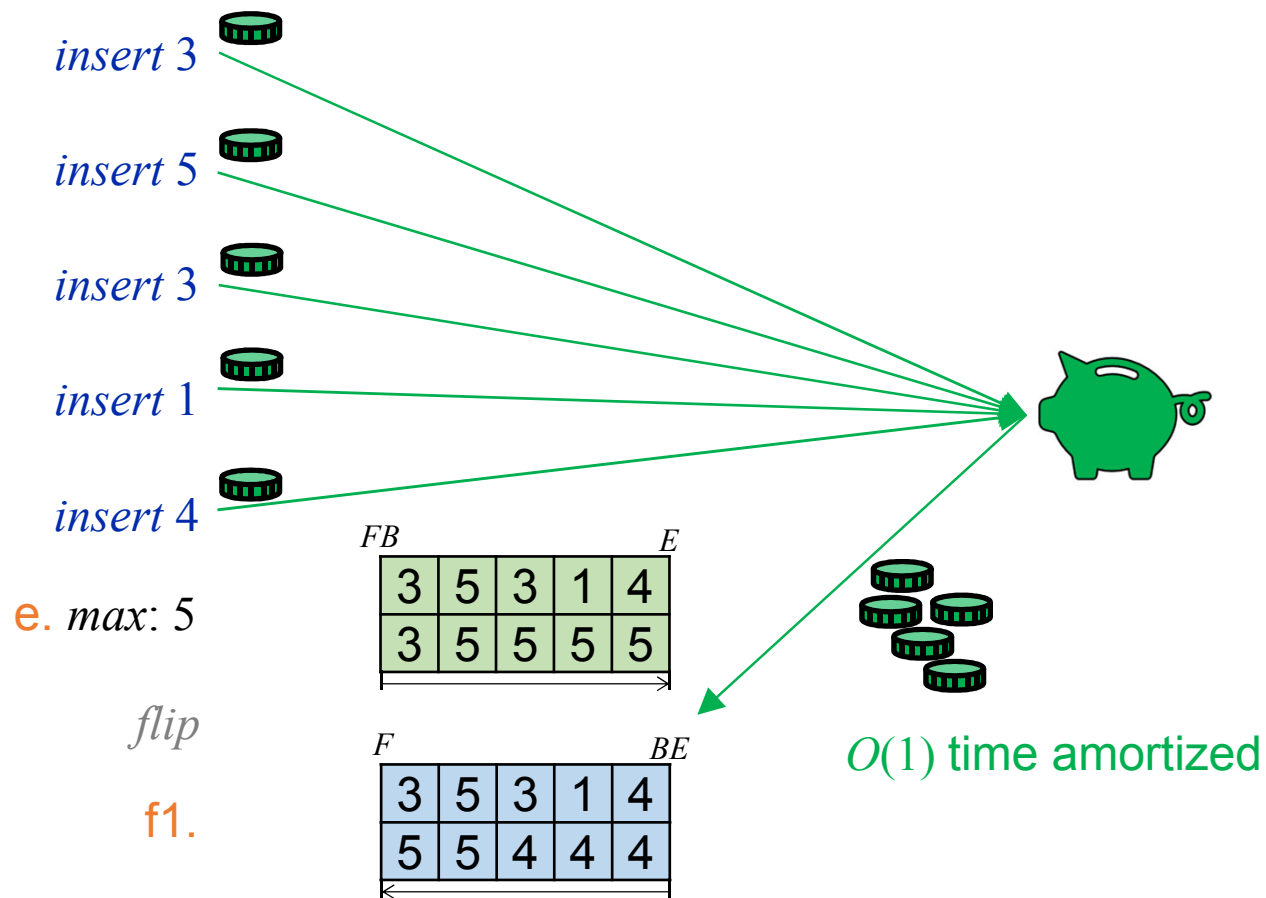 insert 3
insert 5
insert 3
insert 1
insert 4
FB E
3 5 3 1 4
e. max: 5
3 5 5 5 5
flip
F BE
O(1) time amortized
3 5 3 1 4
f1.
5 5 4 4 4